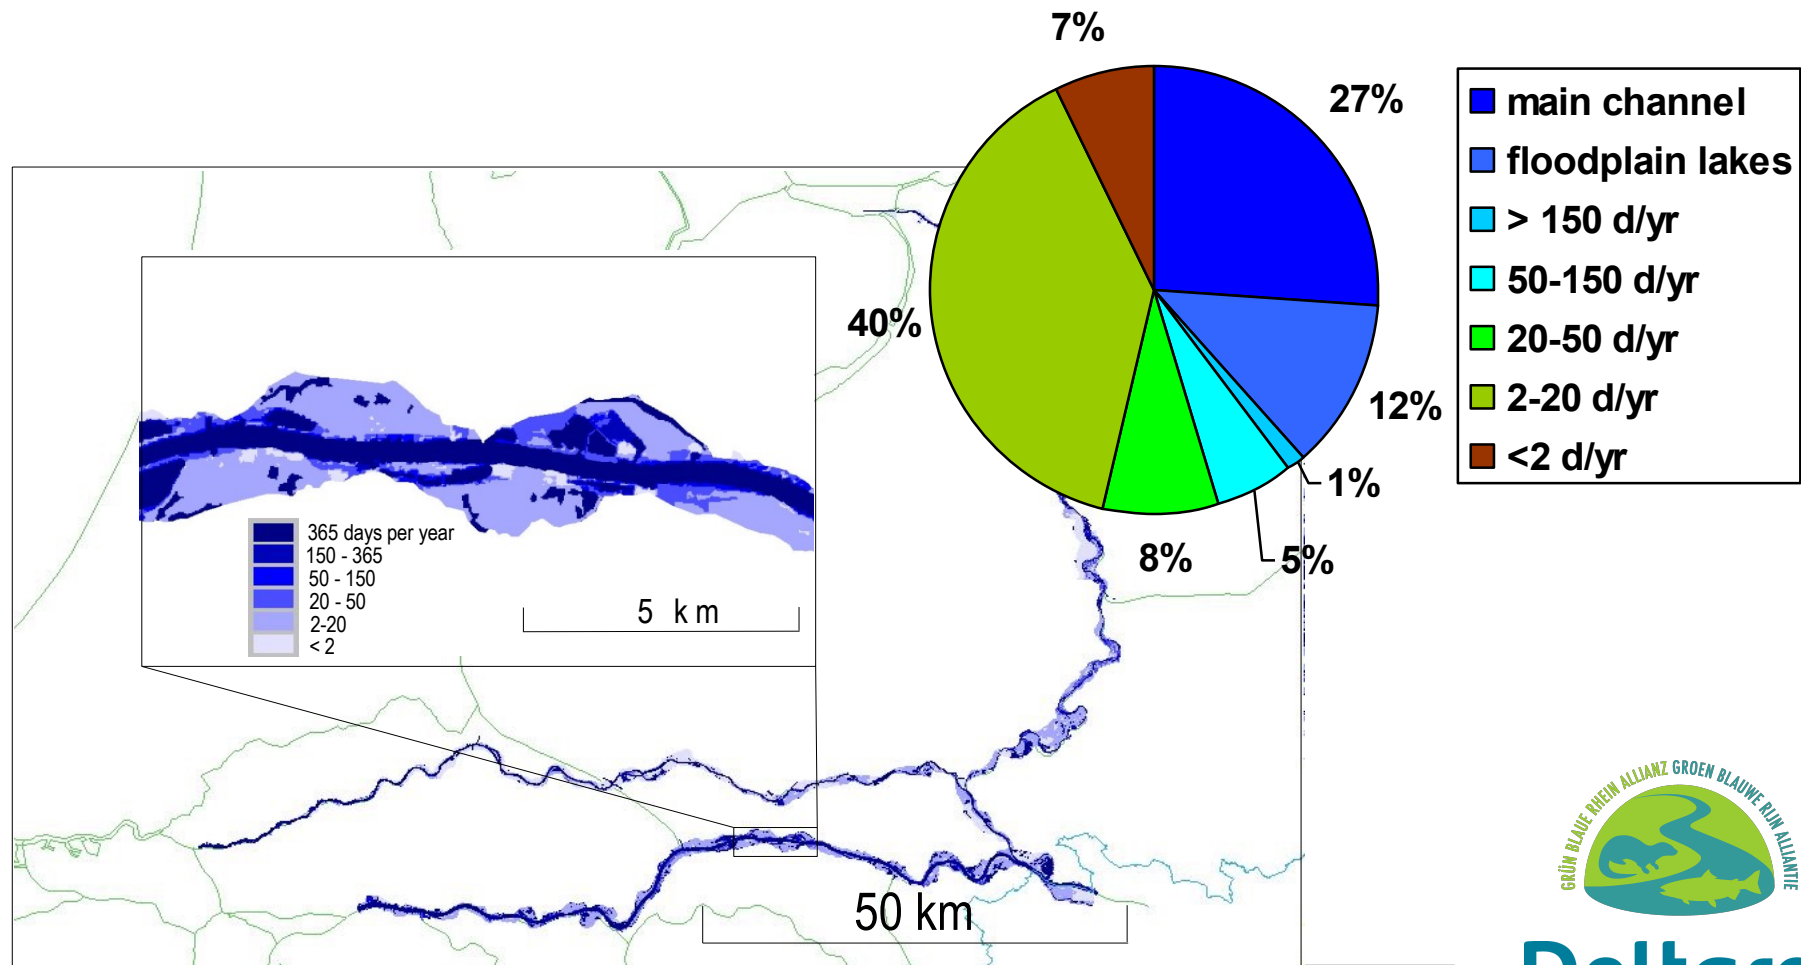 7%
27%
40%
12%
1%
5%
8%
main channel
floodplain lakes
> 150 d/yr
50-150 d/yr
20-50 d/yr
2-20 d/yr
<2 d/yr
365 days per year
150 - 365
50 - 150
20 - 50
2-20
< 2
5 km
50 km
GRÜN BLAUE RHEIN ALLIANZ GROEN BLAUWE RIJN ALLIANTIE